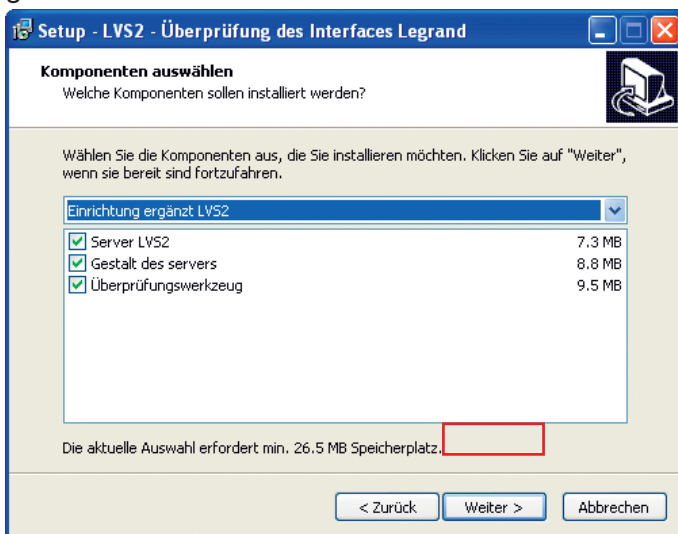 Setup - LVS2 - Überprüfung des Interfaces Legrand
Komponenten auswählen
Welche Komponenten sollen installiert werden?
Wählen Sie die Komponenten aus, die Sie installieren möchten. Klicken Sie auf "Weiter",
wenn sie bereit sind fortzufahren.
Einrichtung ergänzt LVS2
Server LVS2 7.3 MB
Gestalt des servers 8.8 MB
Überprüfungswerkzeug 9.5 MB
Die aktuelle Auswahl erfordert min. 26.5 MB Speicherplatz.
< Zurück Weiter > Abbrechen